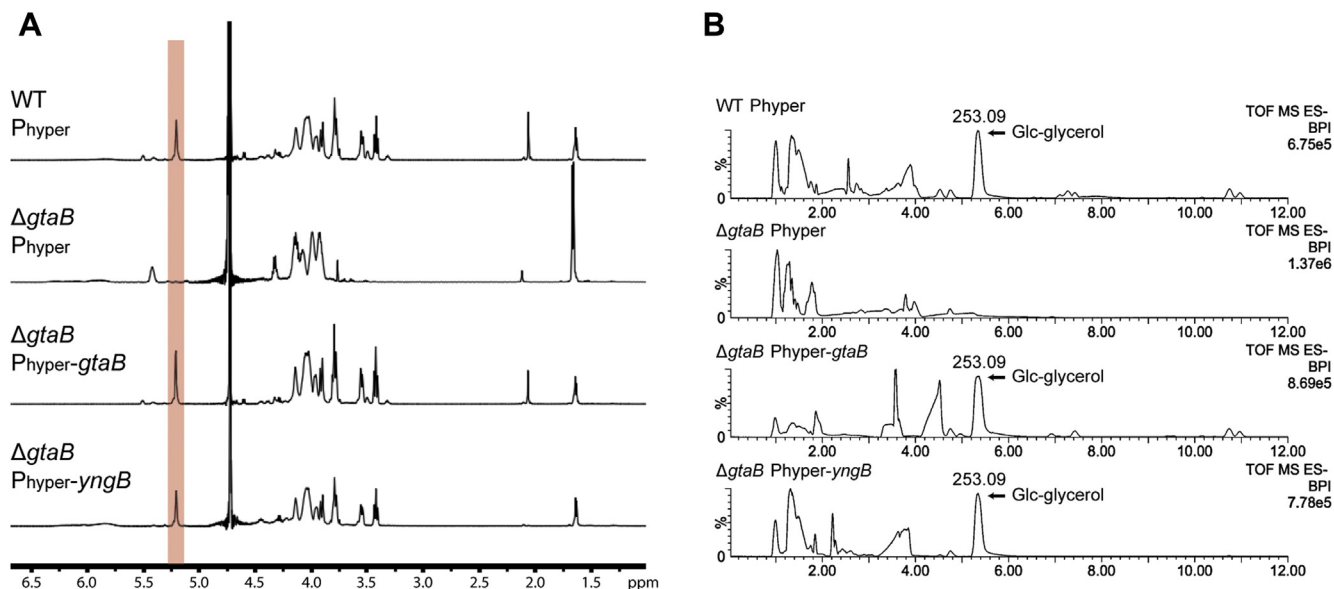 A
WT
Phyper
ΔgtaB
Phyper
ΔgtaB
Phyper-gtaB
ΔgtaB
Phyper-yngB
6.5 6.0 5.5 5.0 4.5 4.0 3.5 3.0 2.5 2.0 1.5 ppm
B
WT Phyper
TOF MS ES-
BPI
6.75e5
253.09
Glc-glycerol
%
0
2.00 4.00 6.00 8.00 10.00 12.00
ΔgtaB Phyper
TOF MS ES-
BPI
1.37e6
%
0
2.00 4.00 6.00 8.00 10.00 12.00
ΔgtaB Phyper-gtaB
TOF MS ES-
BPI
8.69e5
253.09
Glc-glycerol
%
0
2.00 4.00 6.00 8.00 10.00 12.00
ΔgtaB Phyper-yngB
TOF MS ES-
BPI
7.78e5
253.09
Glc-glycerol
%
0
2.00 4.00 6.00 8.00 10.00 12.00